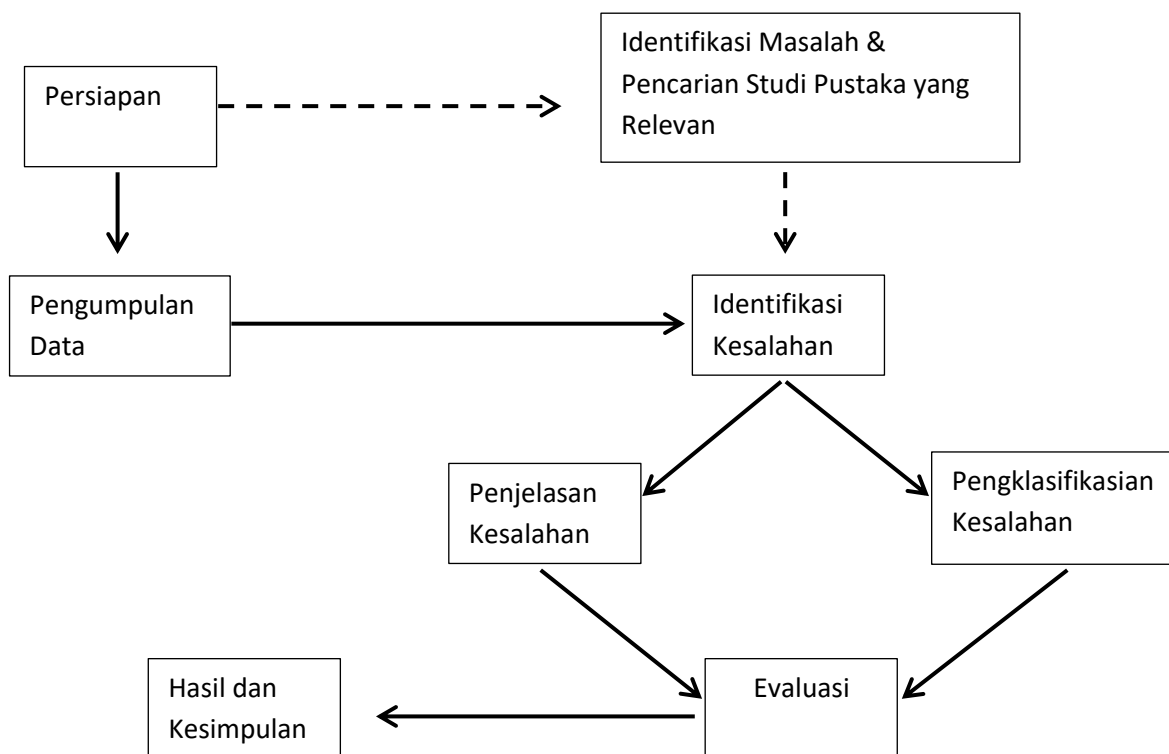 Persiapan
Identifikasi Masalah &
Pencarian Studi Pustaka yang
Relevan
Pengumpulan
Data
Identifikasi
Kesalahan
Penjelasan
Kesalahan
Pengklasifikasian
Kesalahan
Evaluasi
Hasil dan
Kesimpulan